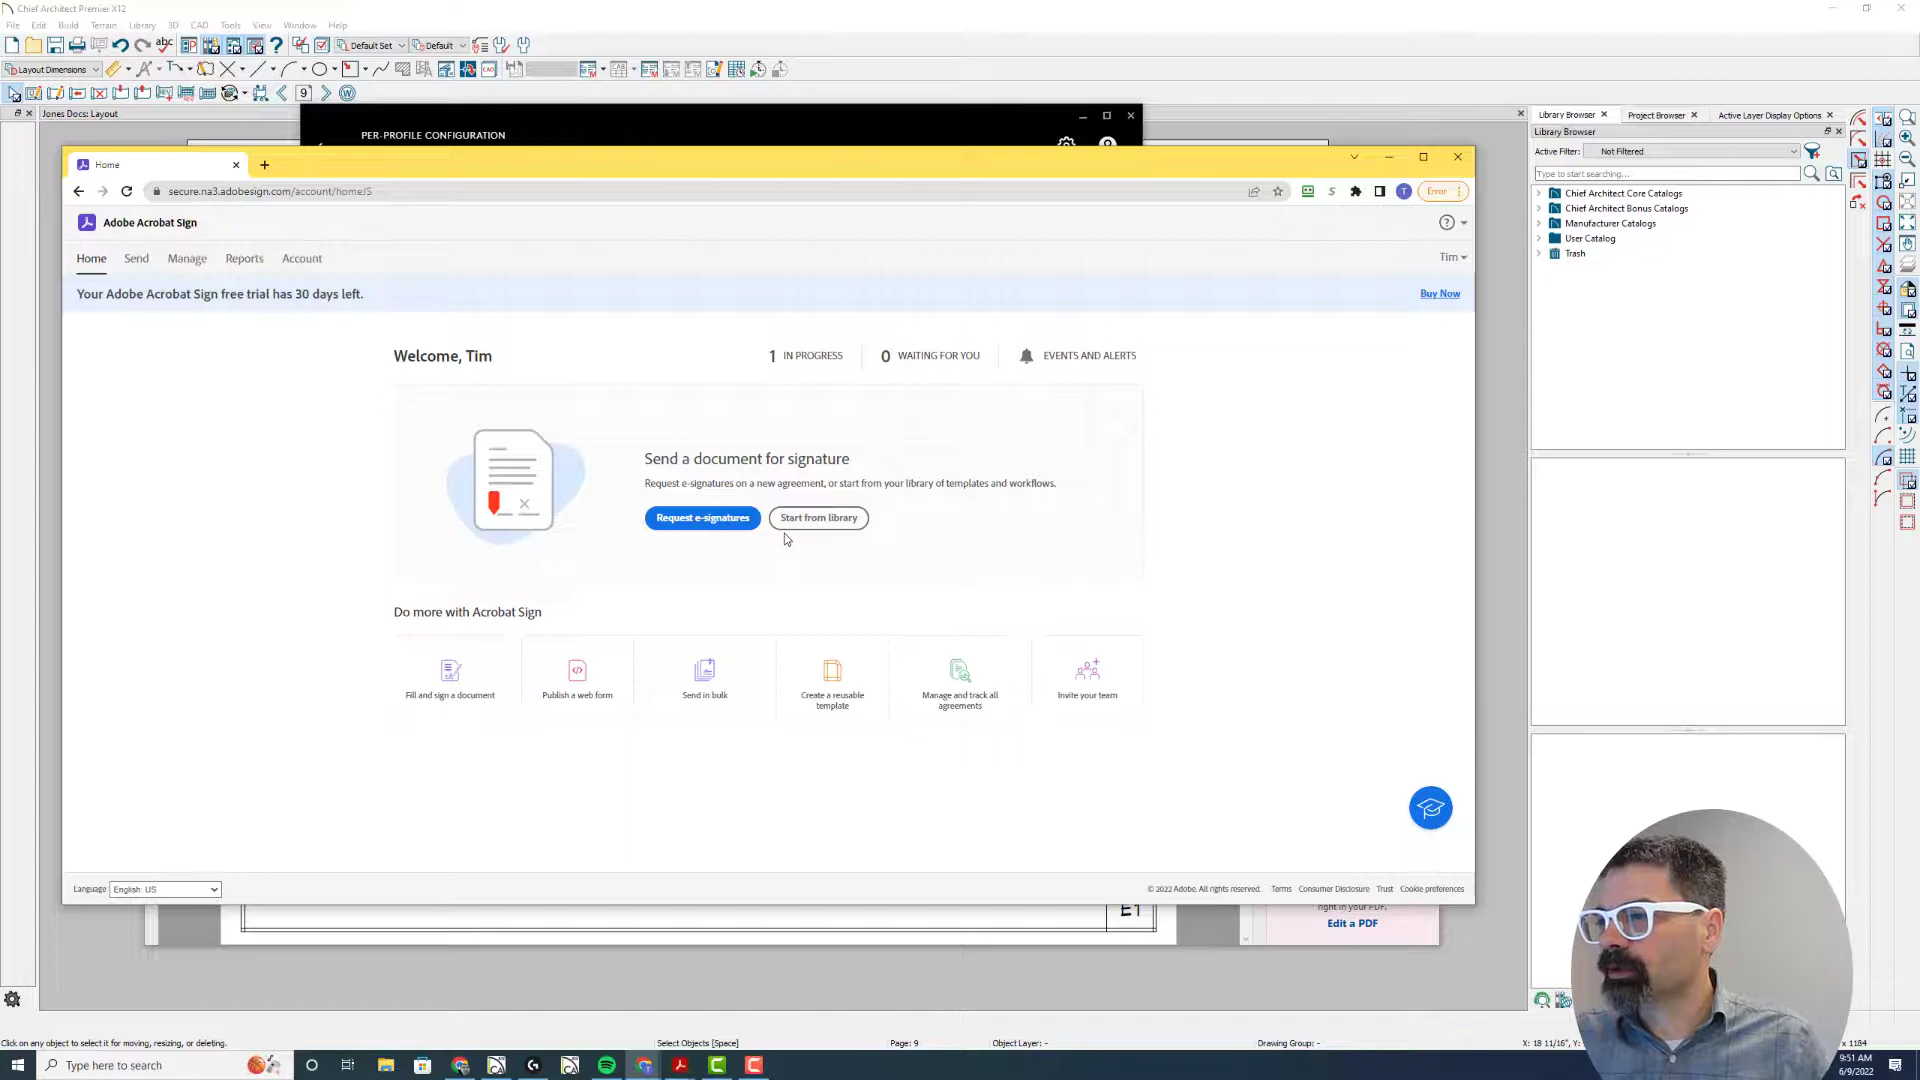 Chief Architect Premier X12
File Edit Build Terrain Library 3D CAD Tools View Window Help
Default Set Default
Layout Dimensions
9
Jones Docs: Layout
PER-PROFILE CONFIGURATION
Home
secure.na3.adobesign.com/account/homeJS
Error
Adobe Acrobat Sign
Home Send Manage Reports Account
Tim
Your Adobe Acrobat Sign free trial has 30 days left.
Buy Now
Welcome, Tim
1 IN PROGRESS
0 WAITING FOR YOU
EVENTS AND ALERTS
Send a document for signature
Request e-signatures on a new agreement, or start from your library of templates and workflows.
Request e-signatures
Start from library
Do more with Acrobat Sign
Fill and sign a document
Publish a web form
Send in bulk
Create a reusable
template
Manage and track all
agreements
Invite your team
Language English: US
© 2022 Adobe. All rights reserved. Terms Consumer Disclosure Trust Cookie preferences
E1
right in your PDF.
Edit a PDF
Library Browser Project Browser Active Layer Display Options
Library Browser
Active Filter: Not Filtered
Type to start searching...
Chief Architect Core Catalogs
Chief Architect Bonus Catalogs
Manufacturer Catalogs
User Catalog
Trash
Click on any object to select it for moving, resizing, or deleting.
Select Objects [Space]
Page: 9
Object Layer: -
Drawing Group: -
X: 18 11/16", Y:
x 1184
Type here to search
9:51 AM
6/9/2022